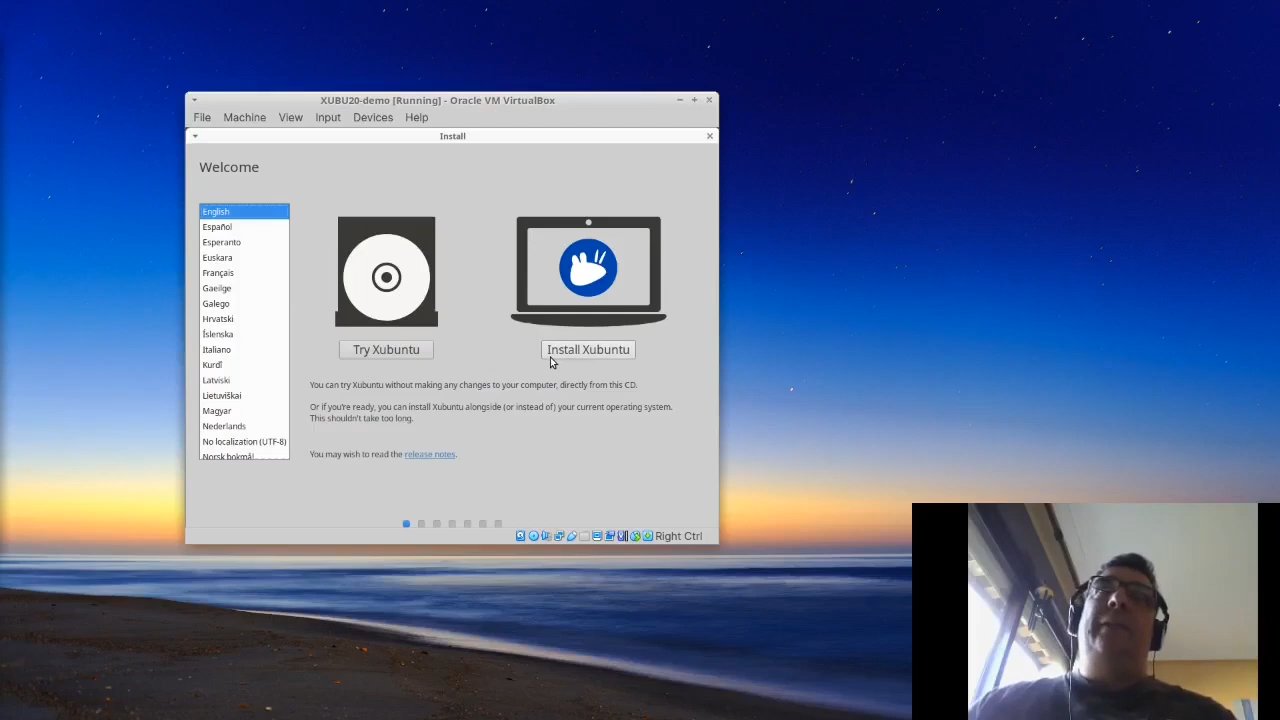 XUBU20-demo [Running] - Oracle VM VirtualBox
File Machine View Input Devices Help
Install
Welcome
English
Español
Esperanto
Euskara
Français
Gaeilge
Galego
Hrvatski
Íslenska
Italiano
Kurdî
Latviski
Lietuviškai
Magyar
Nederlands
No localization (UTF-8)
Norsk bokmål
Try Xubuntu
Install Xubuntu
You can try Xubuntu without making any changes to your computer, directly from this CD.
Or if you're ready, you can install Xubuntu alongside (or instead of) your current operating system.
This shouldn't take too long.
You may wish to read the release notes.
Right Ctrl